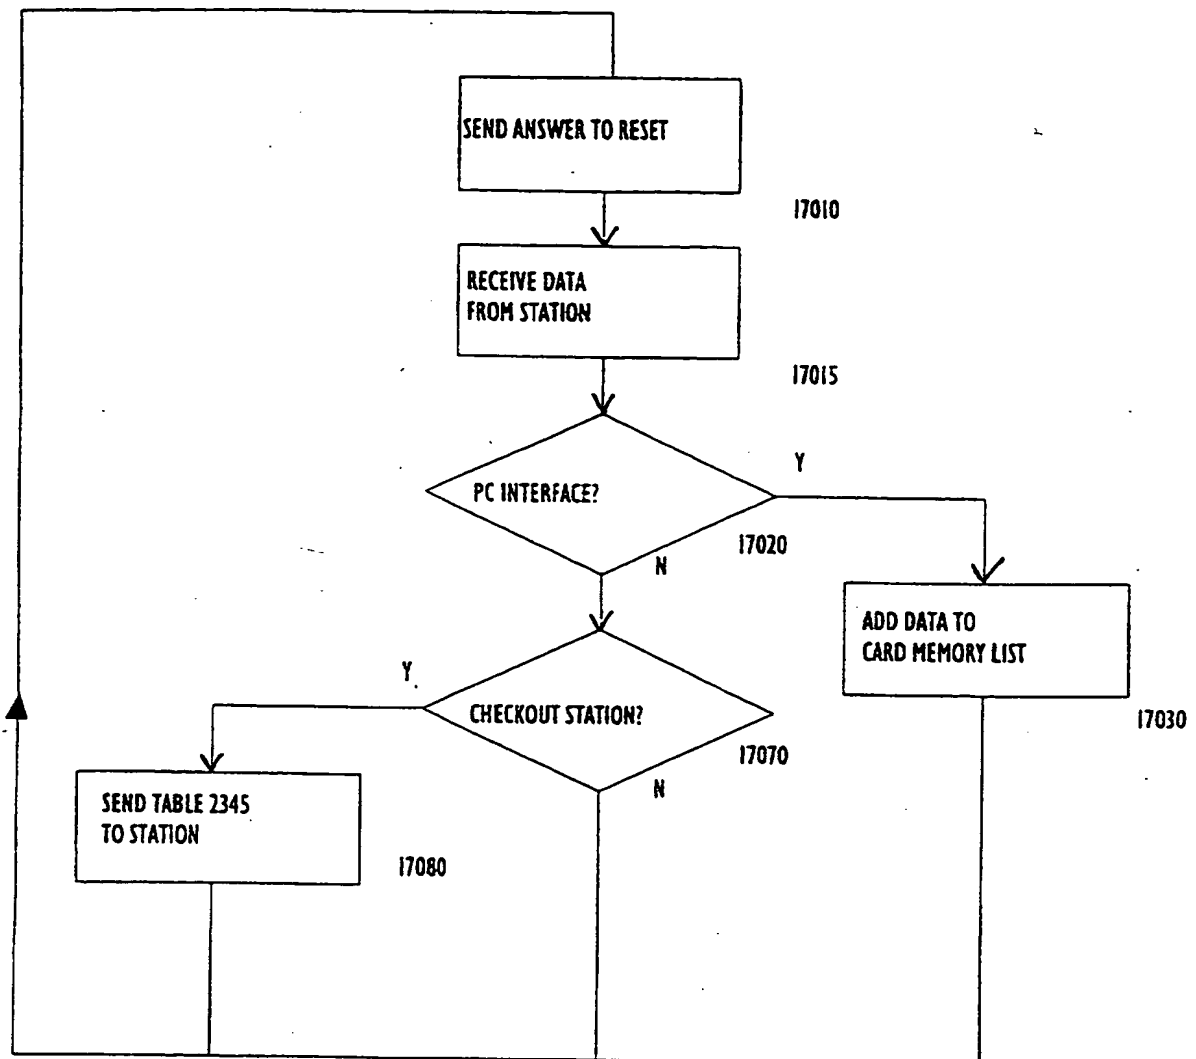 SEND ANSWER TO RESET
17010
RECEIVE DATA
FROM STATION
17015
PC INTERFACE?
Y
17020
N
ADD DATA TO
CARD MEMORY LIST
17030
Y
CHECKOUT STATION?
17070
N
SEND TABLE 2345
TO STATION
17080